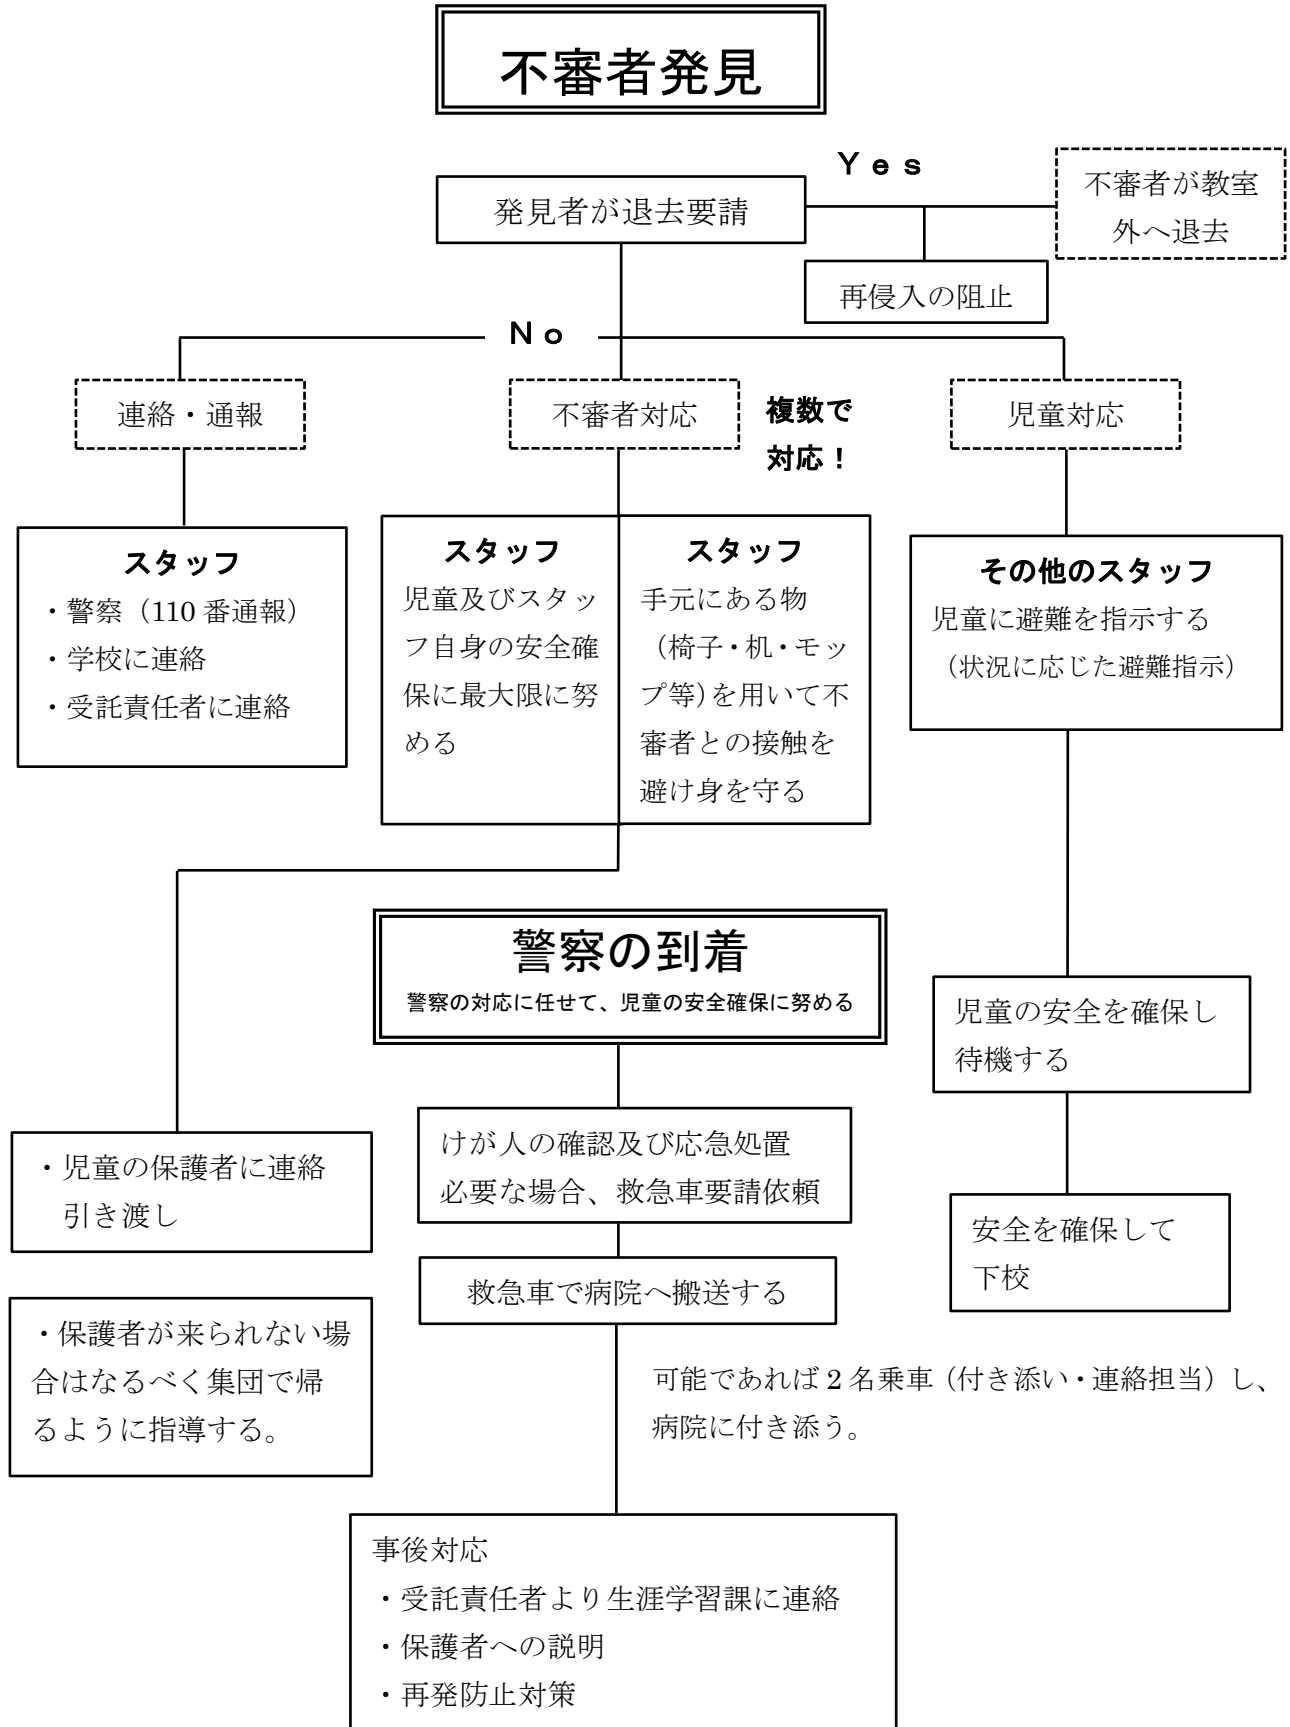 不審者発見
Yes
発見者が退去要請
不審者が教室
外へ退去
再侵入の阻止
No
連絡・通報
不審者対応
複数で
対応！
児童対応
スタッフ
・警察（110 番通報）
・学校に連絡
・受託責任者に連絡
スタッフ
児童及びスタッ
フ自身の安全確
保に最大限に努
める
スタッフ
手元にある物
（椅子・机・モッ
プ等）を用いて不
審者との接触を
避け身を守る
その他のスタッフ
児童に避難を指示する
（状況に応じた避難指示）
警察の到着
警察の対応に任せて、児童の安全確保に努める
児童の安全を確保し
待機する
・児童の保護者に連絡
引き渡し
けが人の確認及び応急処置
必要な場合、救急車要請依頼
安全を確保して
下校
救急車で病院へ搬送する
・保護者が来られない場
合はなるべく集団で帰
るように指導する。
可能であれば 2 名乗車（付き添い・連絡担当）し、
病院に付き添う。
事後対応
・受託責任者より生涯学習課に連絡
・保護者への説明
・再発防止対策